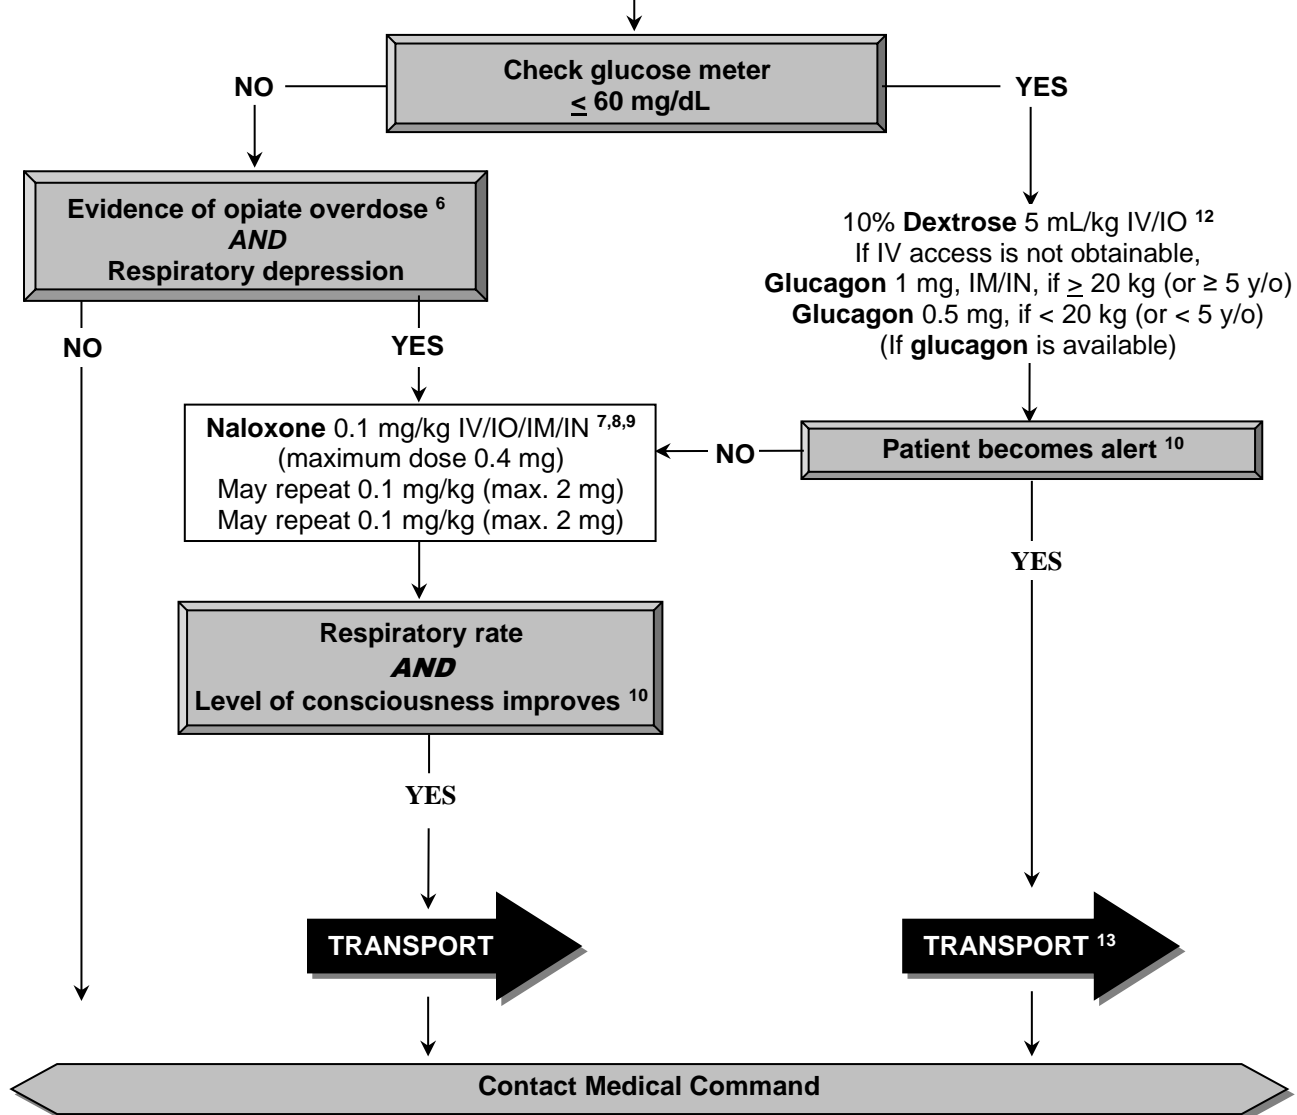 Check glucose meter
≤ 60 mg/dL
NO
YES
Evidence of opiate overdose 6
AND
Respiratory depression
10% Dextrose 5 mL/kg IV/IO 12
If IV access is not obtainable,
Glucagon 1 mg, IM/IN, if ≥ 20 kg (or ≥ 5 y/o)
Glucagon 0.5 mg, if < 20 kg (or < 5 y/o)
(If glucagon is available)
NO
YES
Naloxone 0.1 mg/kg IV/IO/IM/IN 7,8,9
(maximum dose 0.4 mg)
May repeat 0.1 mg/kg (max. 2 mg)
May repeat 0.1 mg/kg (max. 2 mg)
NO
Patient becomes alert 10
YES
Respiratory rate
AND
Level of consciousness improves 10
YES
TRANSPORT
TRANSPORT 13
Contact Medical Command